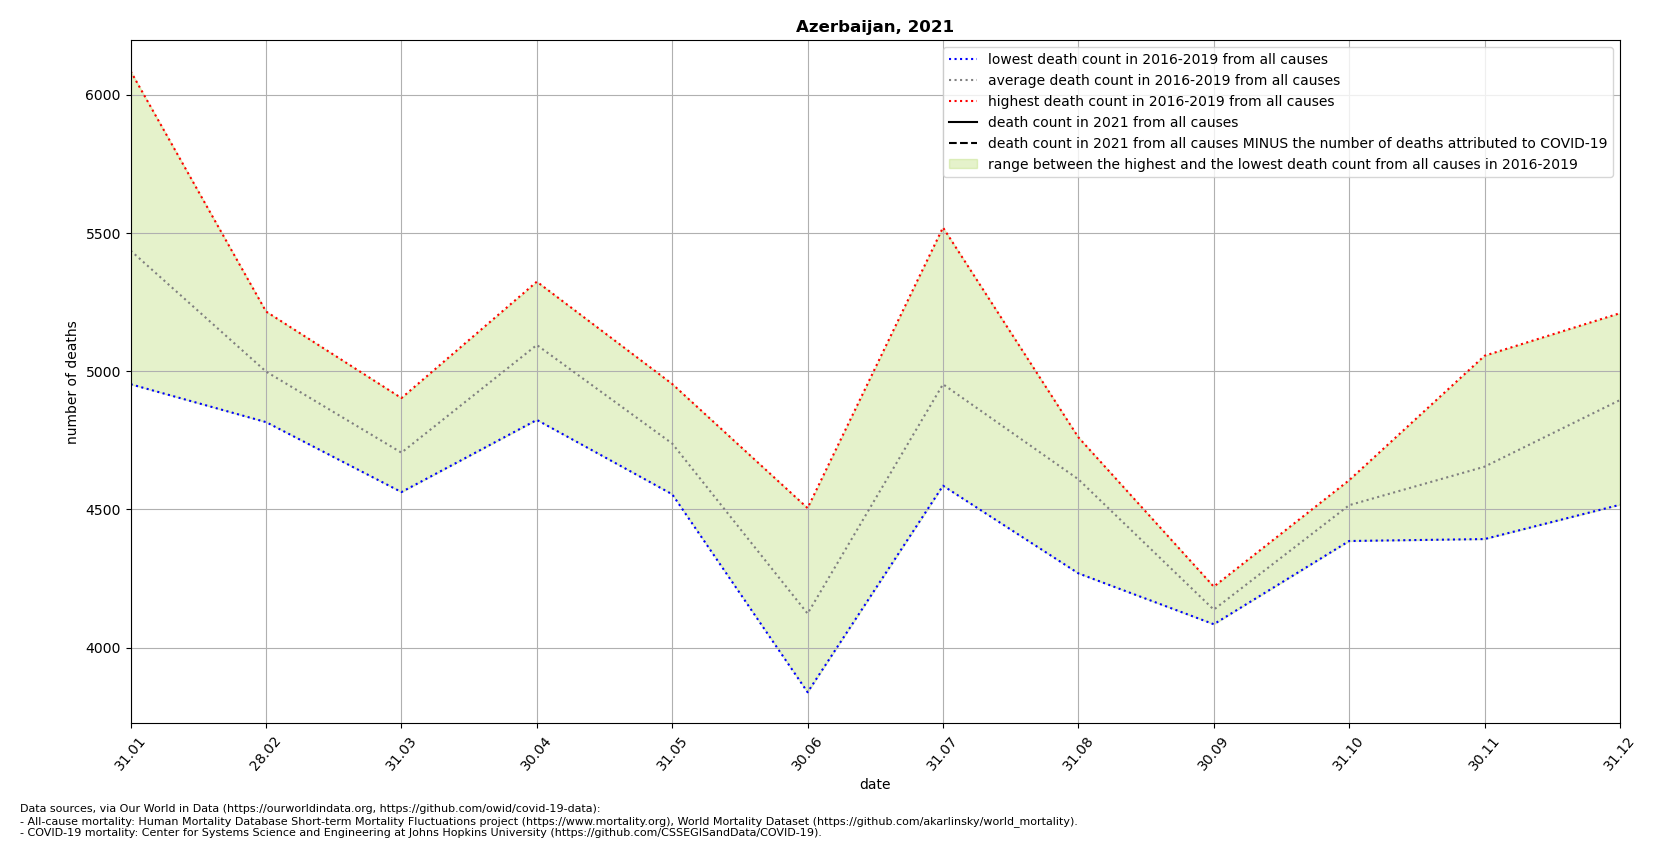 Azerbaijan, 2021
lowest death count in 2016-2019 from all causes
average death count in 2016-2019 from all causes
highest death count in 2016-2019 from all causes
death count in 2021 from all causes
death count in 2021 from all causes MINUS the number of deaths attributed to COVID-19
range between the highest and the lowest death count from all causes in 2016-2019
6000
5500
5000
4500
4000
number of deaths
31.01
28.02
31.03
30.04
31.05
30.06
31.07
31.08
30.09
31.10
30.11
31.12
date
Data sources, via Our World in Data (https://ourworldindata.org, https://github.com/owid/covid-19-data):
- All-cause mortality: Human Mortality Database Short-term Mortality Fluctuations project (https://www.mortality.org), World Mortality Dataset (https://github.com/akarlinsky/world_mortality).
- COVID-19 mortality: Center for Systems Science and Engineering at Johns Hopkins University (https://github.com/CSSEGISandData/COVID-19).